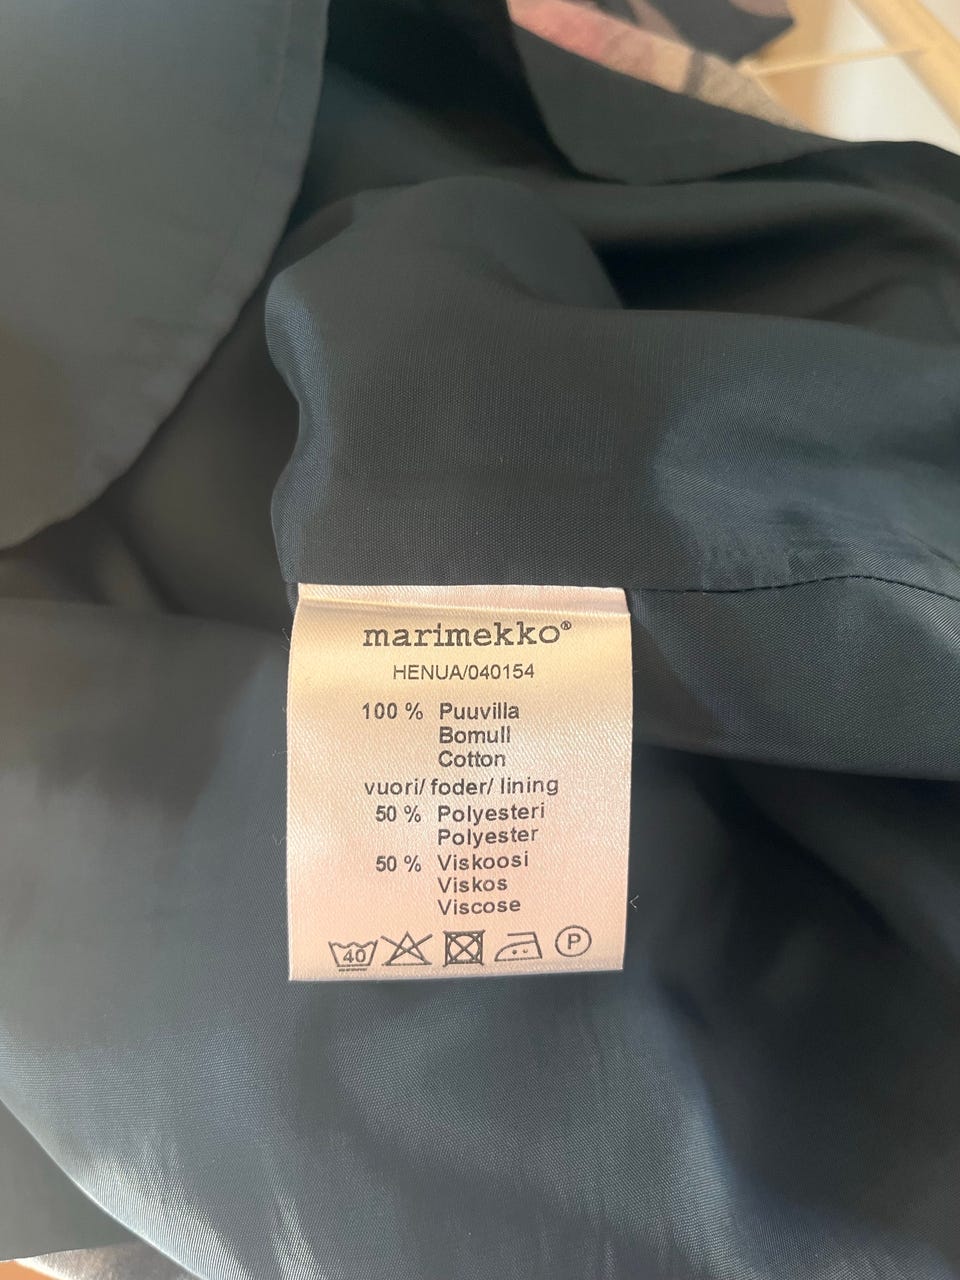 marimekko®
HENUA/040154
100 % Puuvilla
Bomull
Cotton
vuori/ foder/ lining
50 % Polyesteri
Polyester
50 % Viskoosi
Viskos
Viscose
40 P